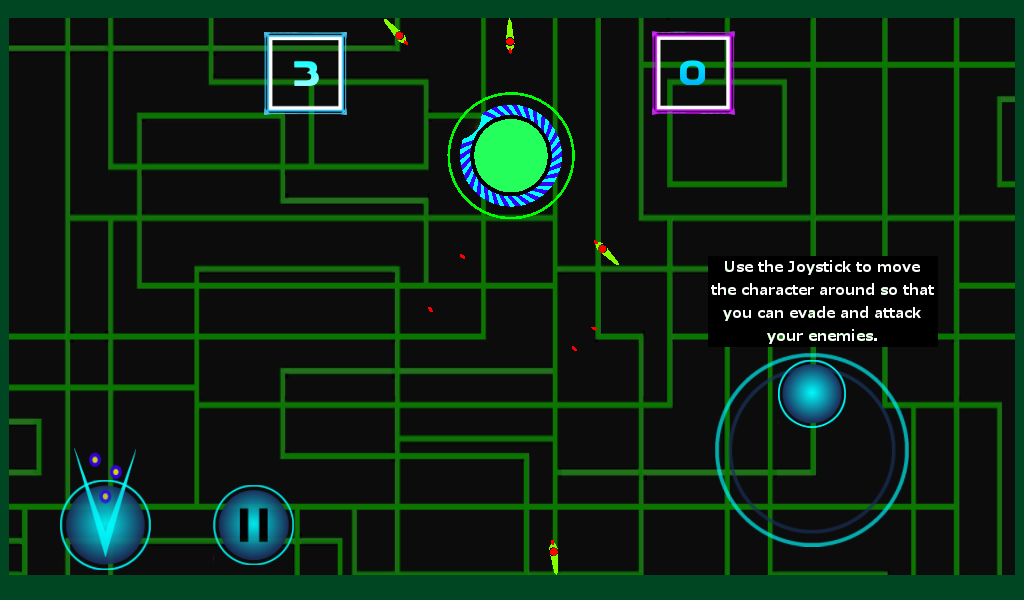 3
0
Use the Joystick to move
the character around so that
you can evade and attack
your enemies.